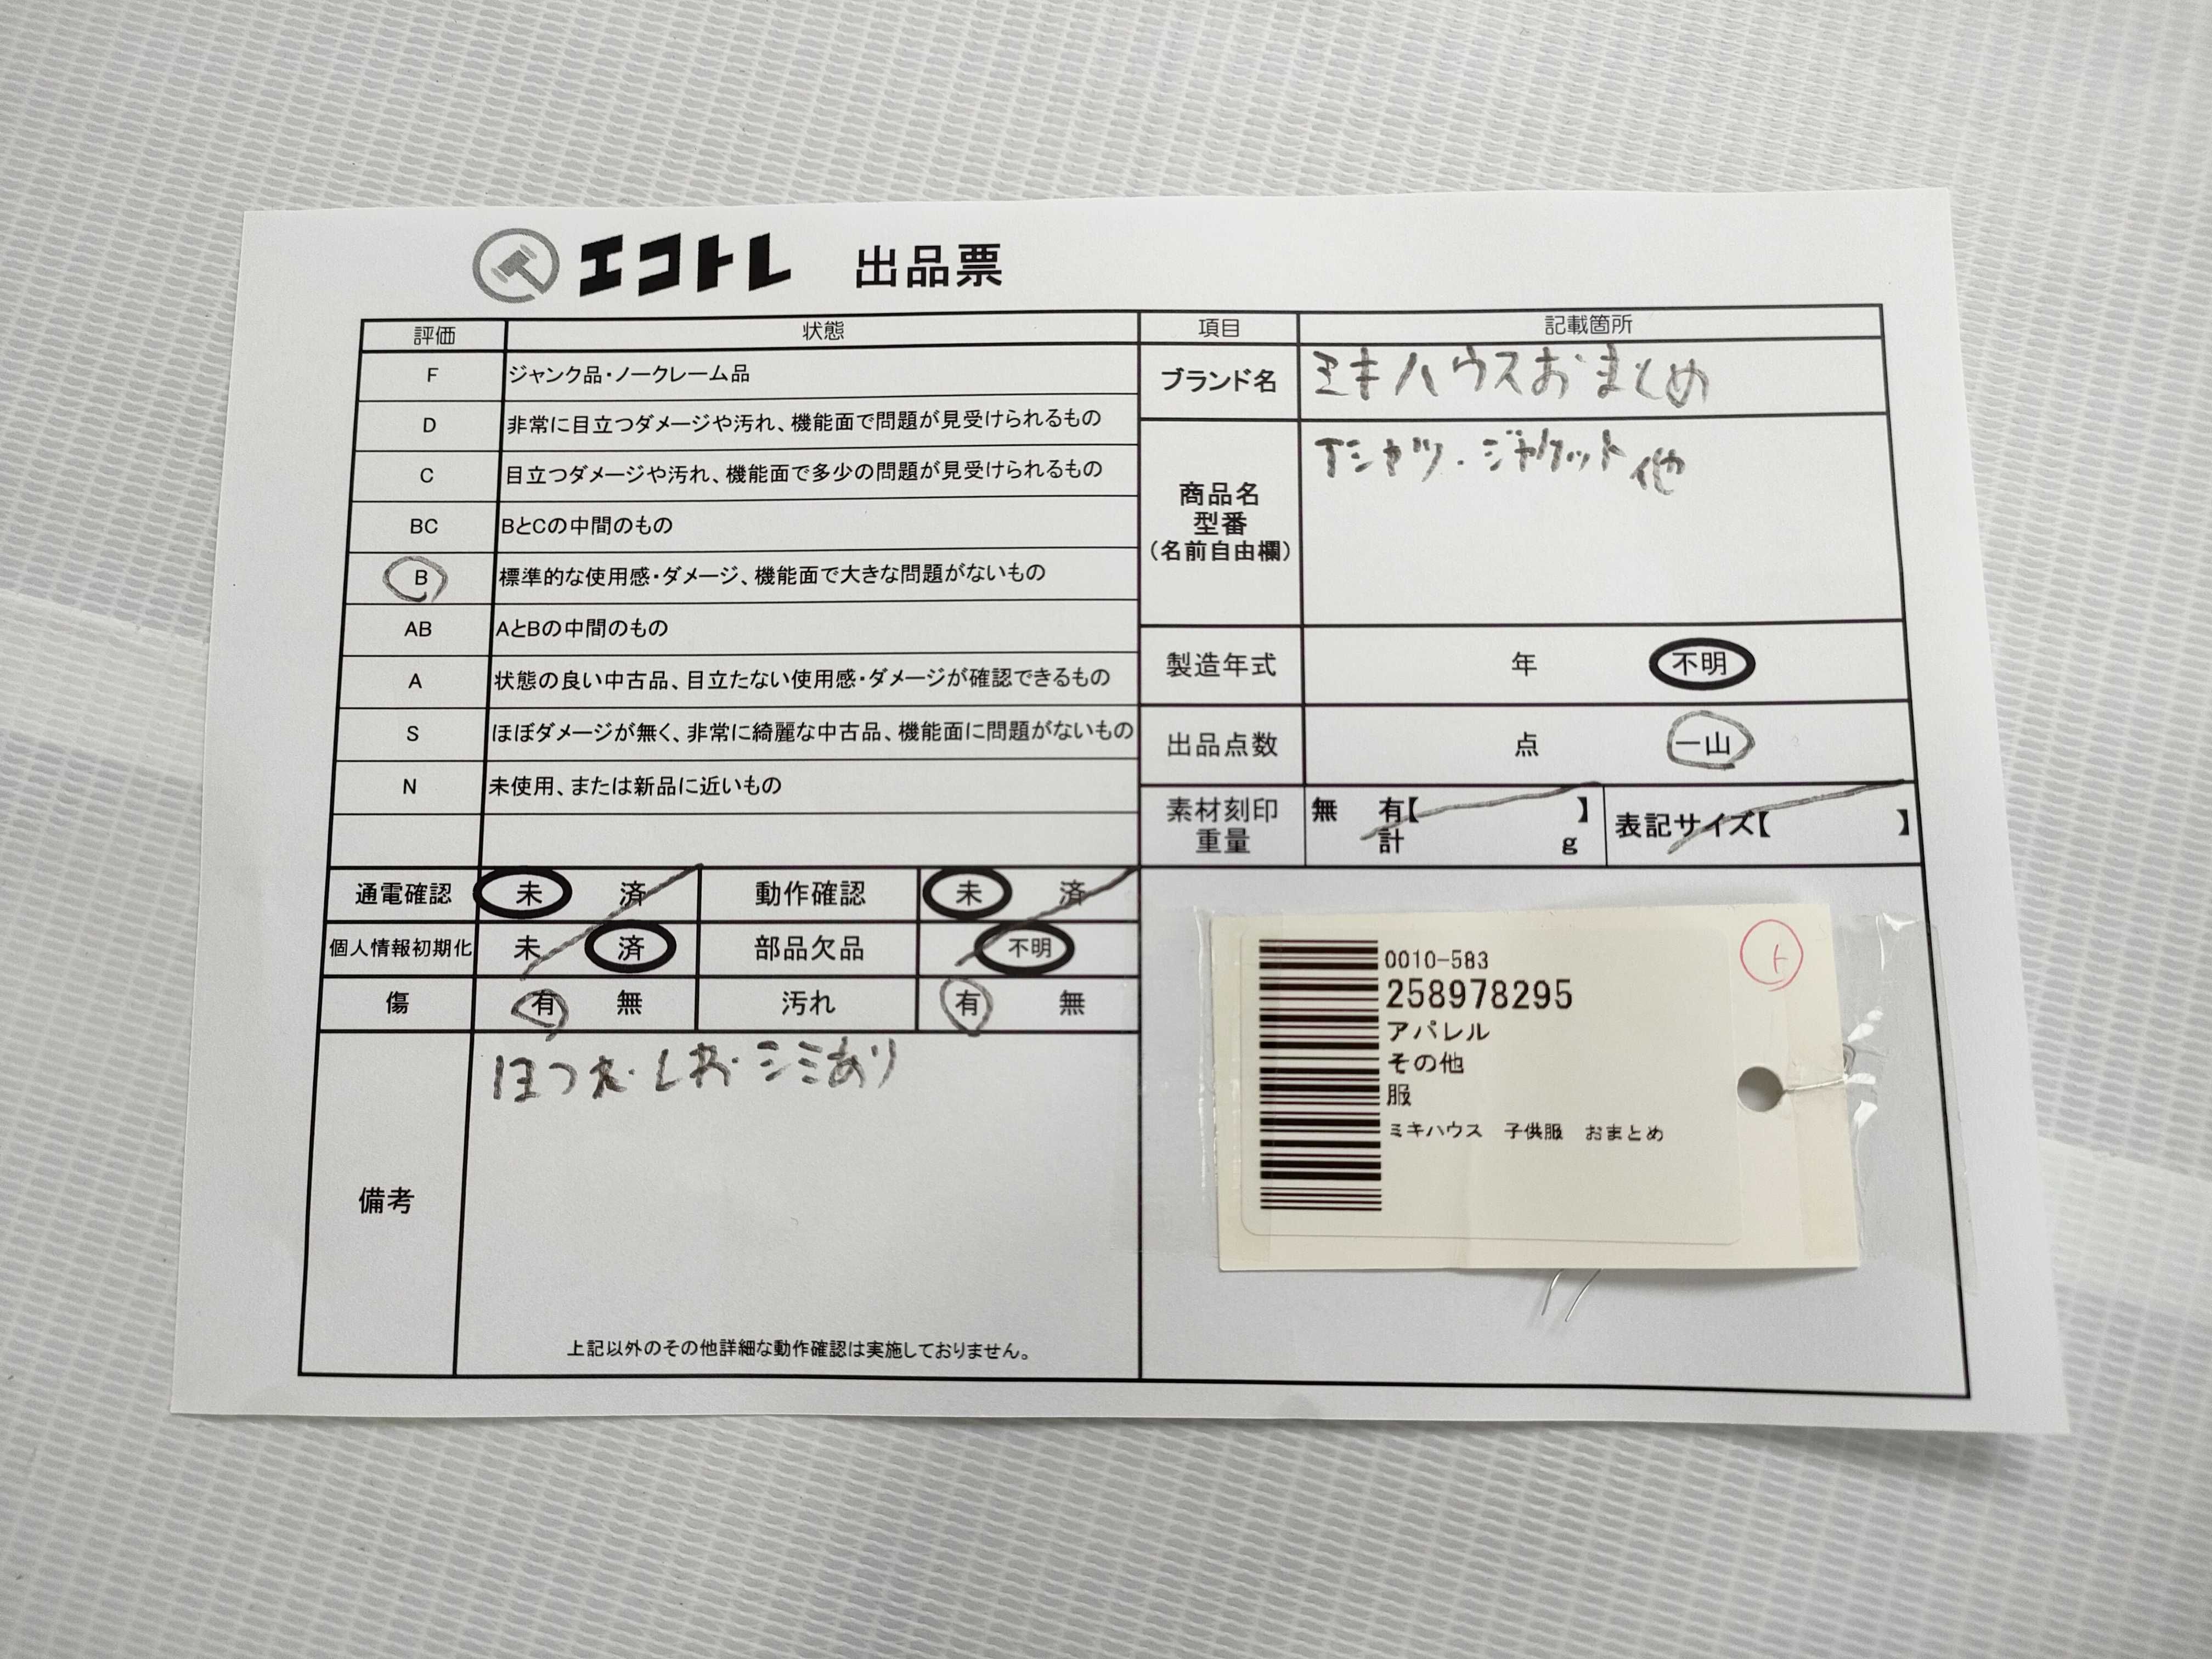 エコトレ 出品票
評価 状態
F ジャンク品・ノークレーム品
D 非常に目立つダメージや汚れ、機能面で問題が見受けられるもの
C 目立つダメージや汚れ、機能面で多少の問題が見受けられるもの
BC BとCの中間のもの
B 標準的な使用感・ダメージ、機能面で大きな問題がないもの
AB AとBの中間のもの
A 状態の良い中古品、目立たない使用感・ダメージが確認できるもの
S ほぼダメージが無く、非常に綺麗な中古品、機能面に問題がないもの
N 未使用、または新品に近いもの
通電確認 未 済 動作確認 未 済
個人情報初期化 未 済 部品欠品 不明
傷 有 無 汚れ 有 無
備考
ほつれ・しわ・シミあり
上記以外のその他詳細な動作確認は実施しておりません。
項目 記載箇所
ブランド名 ミキハウスおまとめ
商品名
型番
（名前自由欄）
Tシャツ・ジャケット他
製造年式 年 不明
出品点数 点 一山
素材刻印 無 有【 】
重量 計 g
表記サイズ【 】
0010-583
258978295
アパレル
その他
服
ミキハウス 子供服 おまとめ
ト